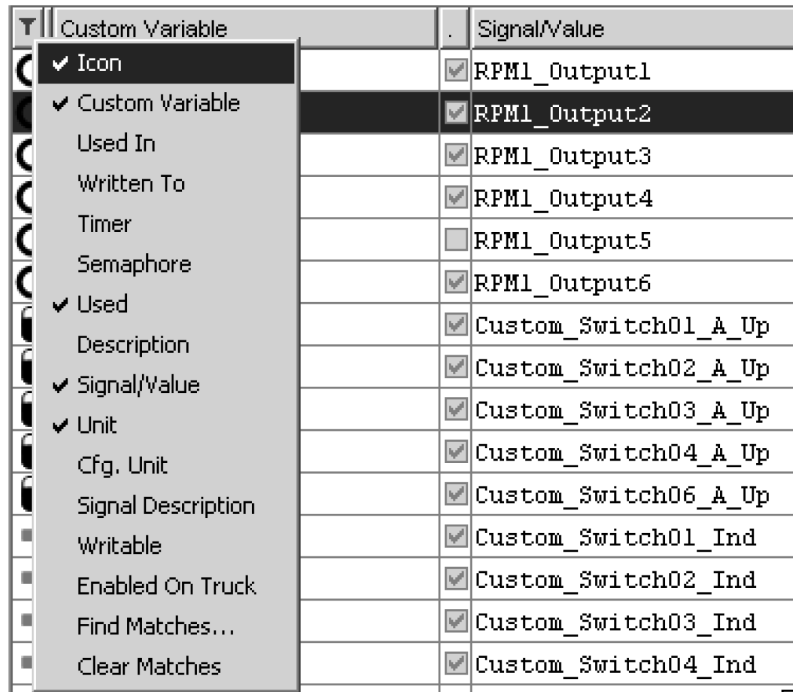 Custom Variable . Signal/Value
Icon RPM1_Output1
Custom Variable RPM1_Output2
Used In RPM1_Output3
Written To RPM1_Output4
Timer RPM1_Output5
Semaphore RPM1_Output6
Used Custom_Switch01_A_Up
Description Custom_Switch02_A_Up
Signal/Value Custom_Switch03_A_Up
Unit Custom_Switch04_A_Up
Cfg. Unit Custom_Switch06_A_Up
Signal Description Custom_Switch01_Ind
Writable Custom_Switch02_Ind
Enabled On Truck Custom_Switch03_Ind
Find Matches...
Clear Matches Custom_Switch04_Ind